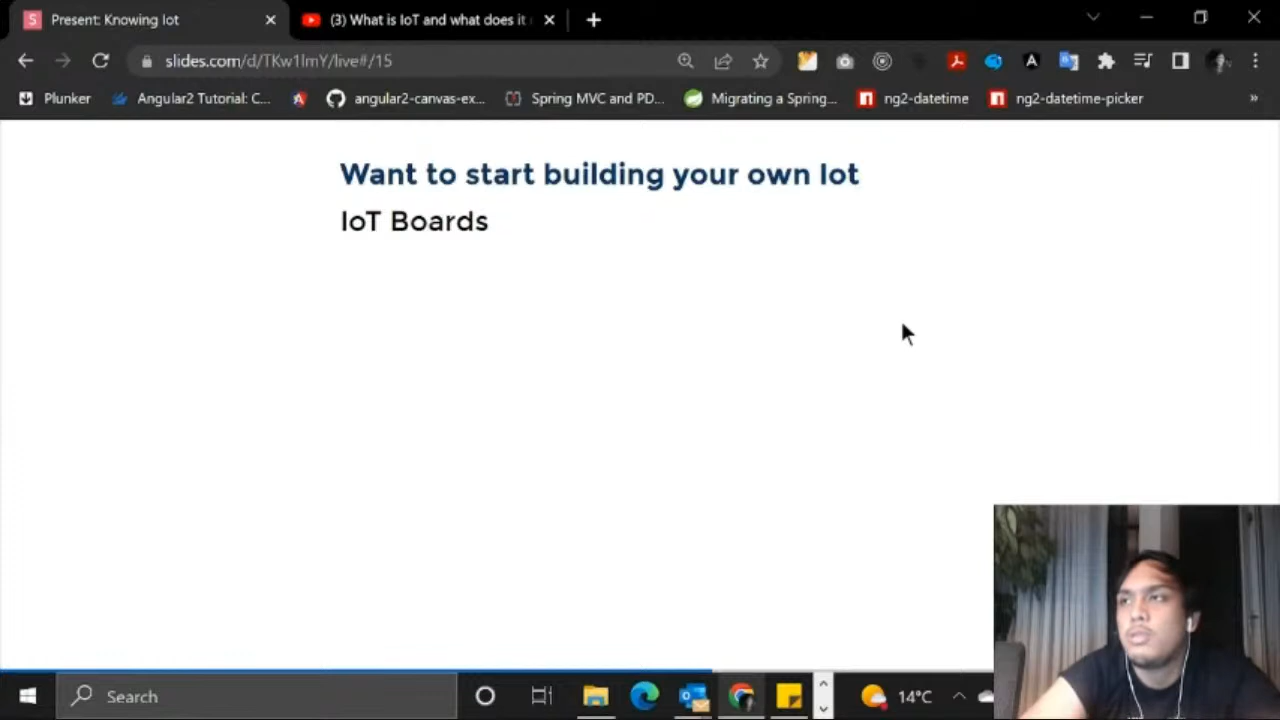 Present: Knowing Iot
(3) What is IoT and what does it
slides.com/d/TKw1lmY/live#/15
Plunker
Angular2 Tutorial: C...
angular2-canvas-ex...
Spring MVC and PD...
Migrating a Spring...
ng2-datetime
ng2-datetime-picker
»
Want to start building your own Iot
IoT Boards
Search
14°C